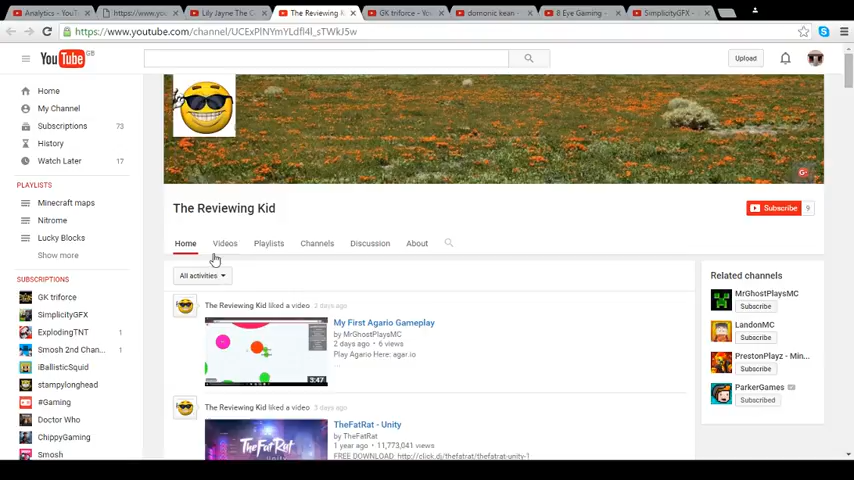 Analytics - YouT
https://www.you
Lily Jayne The C
The Reviewing K
GK triforce - Yo
domonic kean -
8 Eye Gaming -
SimplicityGFX -
https://www.youtube.com/channel/
YouTube GB
Upload
Home
My Channel
Subscriptions 73
History
Watch Later 17
PLAYLISTS
Minecraft maps
Nitrome
Lucky Blocks
Show more
SUBSCRIPTIONS
GK triforce
SimplicityGFX
ExplodingTNT 1
Smosh 2nd Chan... 1
iBallisticSquid
stampylonghead
#Gaming
Doctor Who
ChippyGaming
Smosh
The Reviewing Kid
Subscribe 9
Home Videos Playlists Channels Discussion About
All activities
The Reviewing Kid liked a video 2 days ago
My First Agario Gameplay
by MrGhostPlaysMC
2 days ago • 6 views
Play Agario Here: agar.io
...
3:47
The Reviewing Kid liked a video 3 days ago
TheFatRat - Unity
by TheFatRat
1 year ago • 11,773,041 views
FREE DOWNLOAD: http://click.dj/thefatrat/thefatrat-unity-1
TheFatRat
Related channels
MrGhostPlaysMC
Subscribe
LandonMC
Subscribe
PrestonPlayz - Min...
Subscribe
ParkerGames
Subscribed